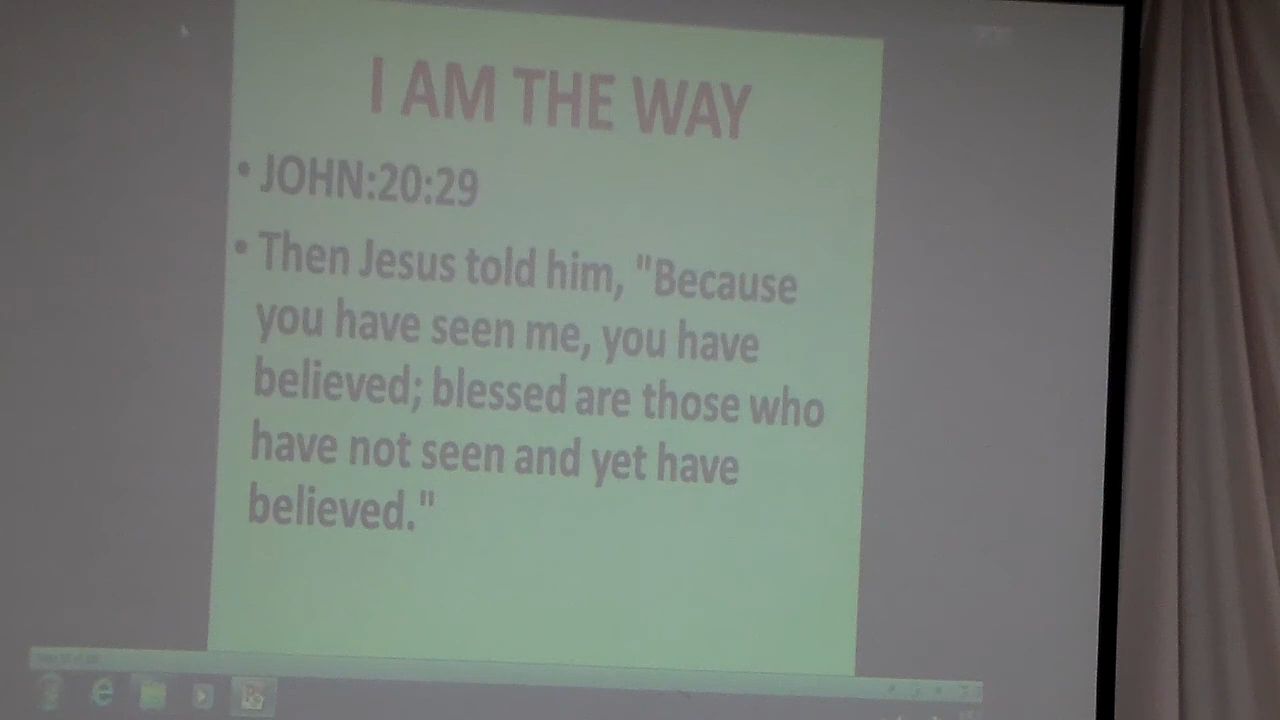 I AM THE WAY
• JOHN:20:29
• Then Jesus told him, "Because
you have seen me, you have
believed; blessed are those who
have not seen and yet have
believed."